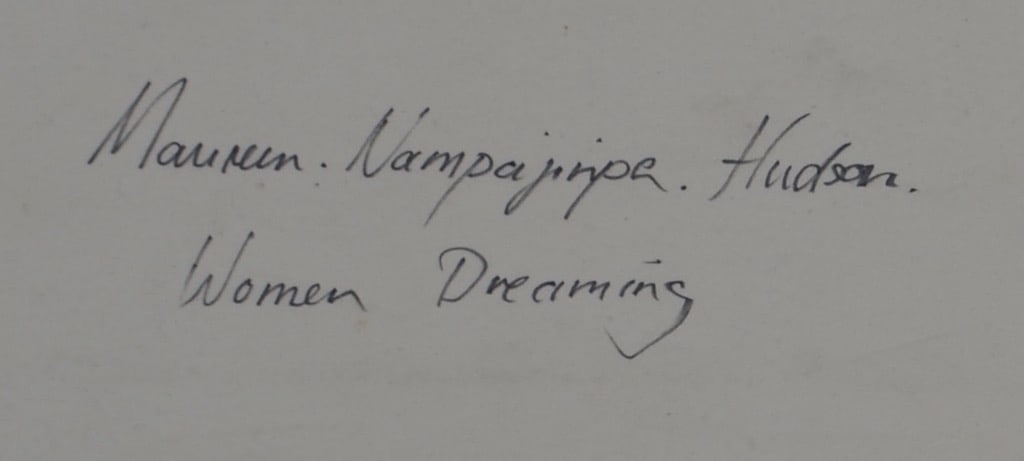 Maureen. Nampajinpa. Hudson.
Women Dreaming